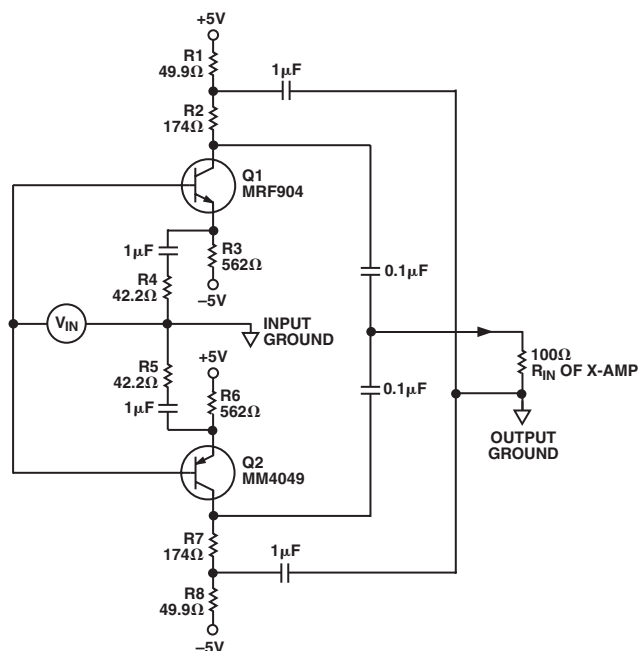 +5V
R1
49.9Ω
1µF
R2
174Ω
Q1
MRF904
1µF
R3
562Ω
R4
42.2Ω
–5V
0.1µF
VIN
INPUT
GROUND
100Ω
RIN OF X-AMP
R5
42.2Ω
+5V
1µF
R6
562Ω
0.1µF
OUTPUT
GROUND
Q2
MM4049
R7
174Ω
1µF
R8
49.9Ω
–5V